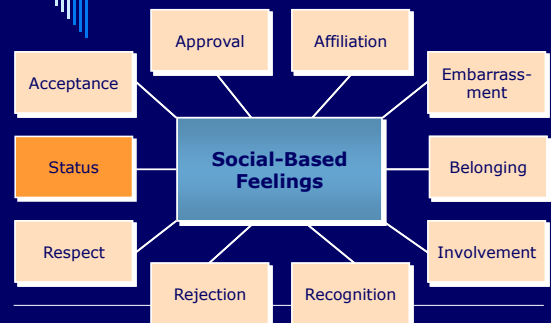 Approval
Affiliation
Acceptance
Embarrass-
ment
Status
Social-Based
Feelings
Belonging
Respect
Involvement
Rejection
Recognition